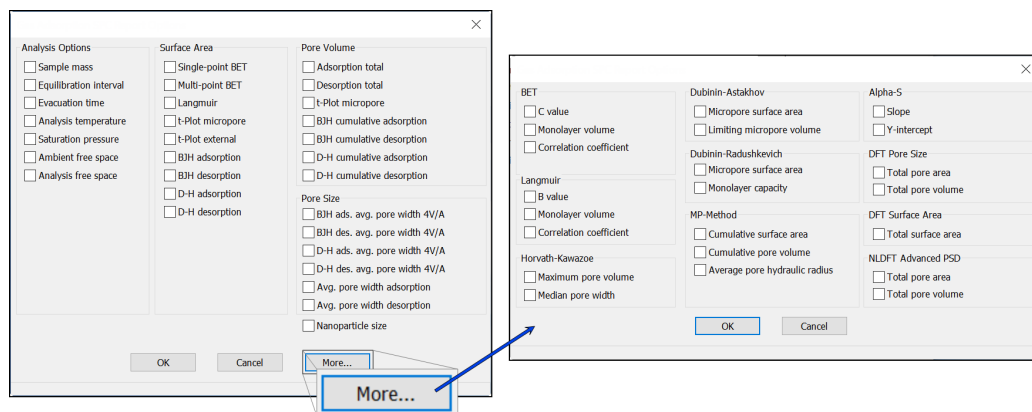 Analysis Options
Sample mass
Equilibration interval
Evacuation time
Analysis temperature
Saturation pressure
Ambient free space
Analysis free space
Surface Area
Single-point BET
Multi-point BET
Langmuir
t-Plot micropore
t-Plot external
BJH adsorption
BJH desorption
D-H adsorption
D-H desorption
Pore Volume
Adsorption total
Desorption total
t-Plot micropore
BJH cumulative adsorption
BJH cumulative desorption
D-H cumulative adsorption
D-H cumulative desorption
Pore Size
BJH ads. avg. pore width 4V/A
BJH des. avg. pore width 4V/A
D-H ads. avg. pore width 4V/A
D-H des. avg. pore width 4V/A
Avg. pore width adsorption
Avg. pore width desorption
Nanoparticle size
OK
Cancel
More...
More...
BET
C value
Monolayer volume
Correlation coefficient
Langmuir
B value
Monolayer volume
Correlation coefficient
Horvath-Kawazoe
Maximum pore volume
Median pore width
Dubinin-Astakhov
Micropore surface area
Limiting micropore volume
Dubinin-Radushkevich
Micropore surface area
Monolayer capacity
MP-Method
Cumulative surface area
Cumulative pore volume
Average pore hydraulic radius
Alpha-S
Slope
Y-intercept
DFT Pore Size
Total pore area
Total pore volume
DFT Surface Area
Total surface area
NLDFT Advanced PSD
Total pore area
Total pore volume
OK
Cancel